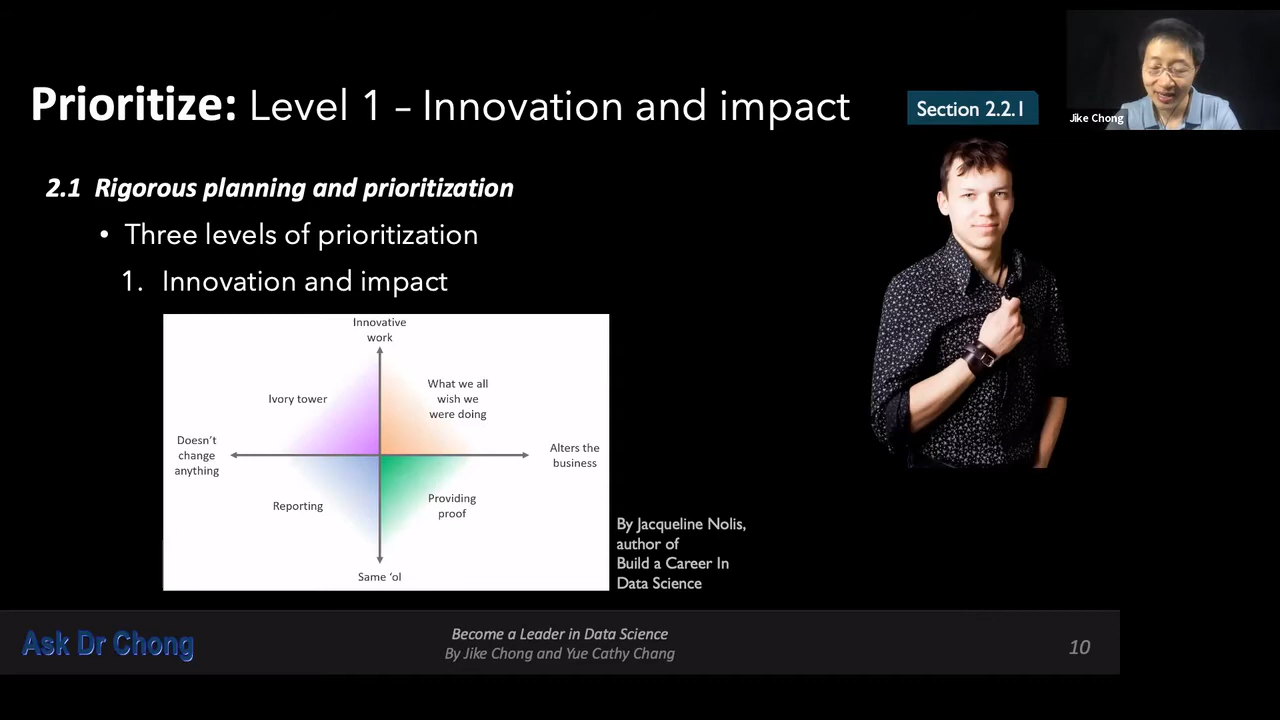 Prioritize: Level 1 – Innovation and impact
Section 2.2.1
Jike Chong
2.1 Rigorous planning and prioritization
• Three levels of prioritization
1. Innovation and impact
Innovative
work
Ivory tower
What we all
wish we
were doing
Doesn't
change
anything
Alters the
business
Reporting
Providing
proof
Same 'ol
By Jacqueline Nolis,
author of
Build a Career In
Data Science
Ask Dr Chong
Become a Leader in Data Science
By Jike Chong and Yue Cathy Chang
10